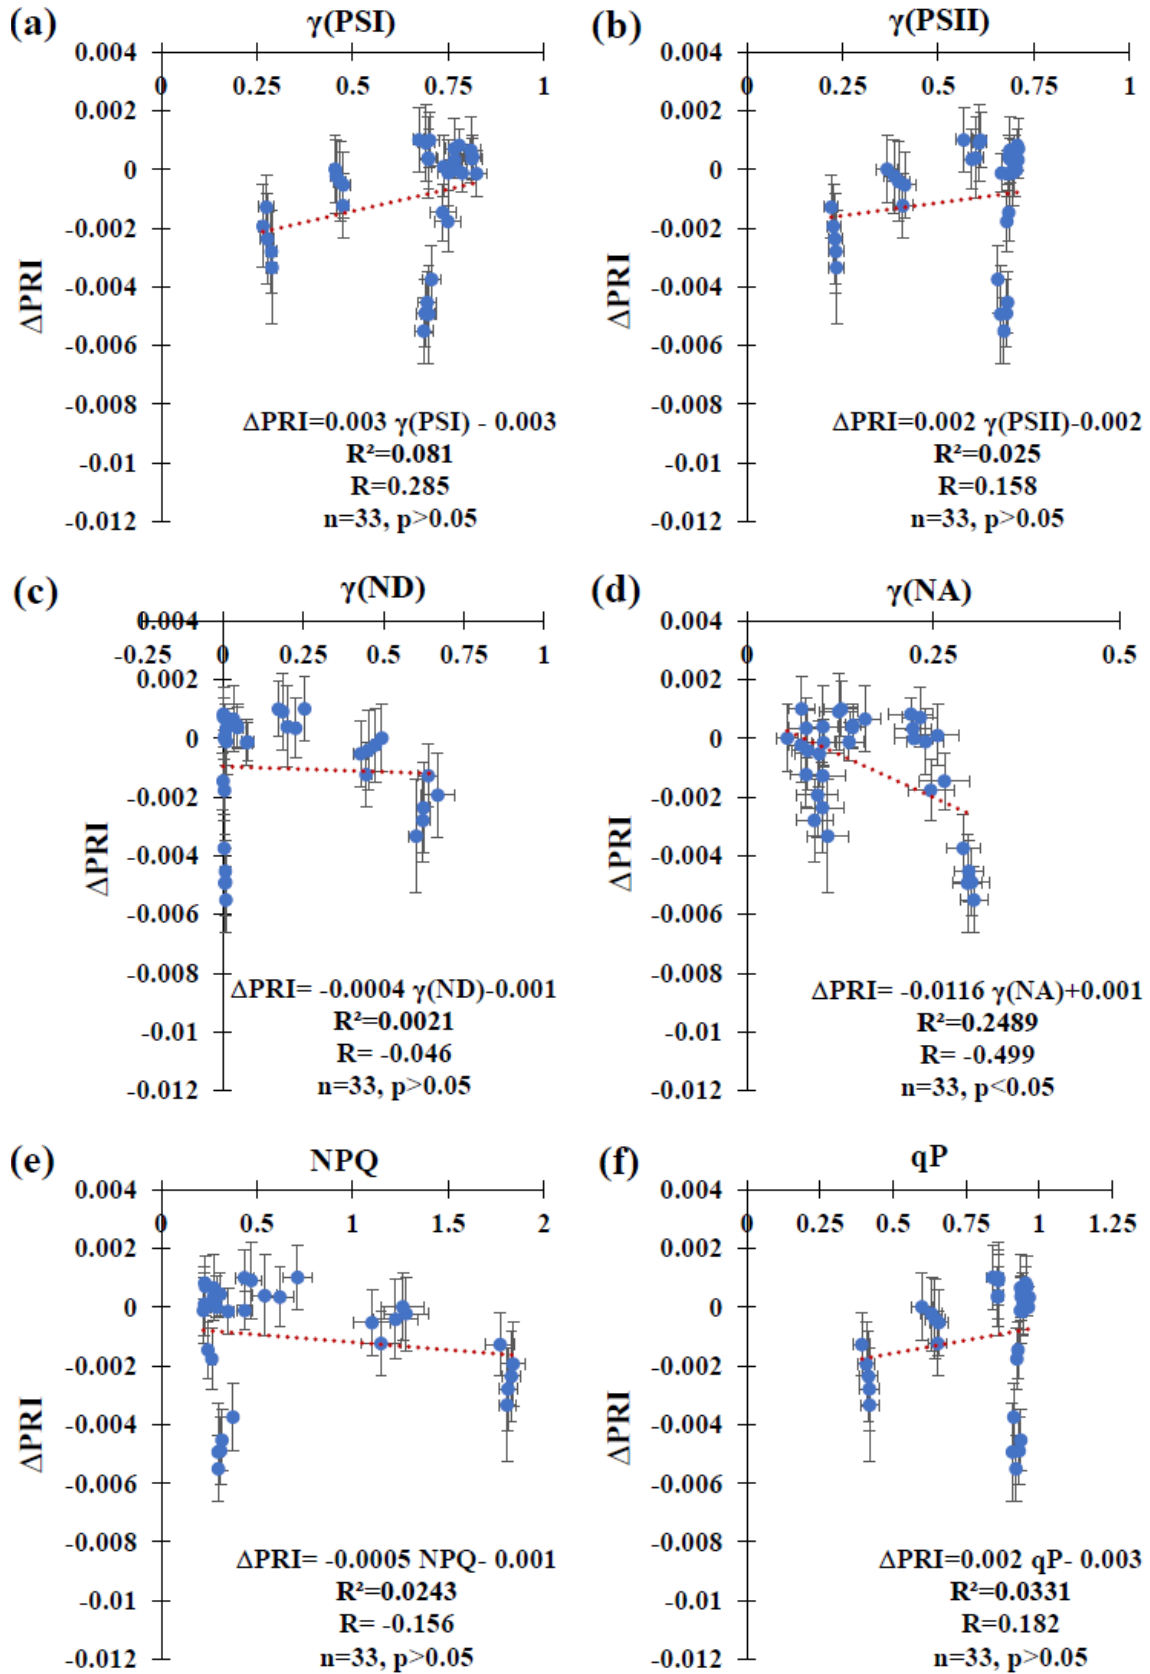 (a)
γ(PSI)
0.004
0 0.25 0.5 0.75 1
0.002
0
-0.002
-0.004
-0.006
-0.008
-0.01
-0.012
ΔPRI
ΔPRI=0.003 γ(PSI) - 0.003
R²=0.081
R=0.285
n=33, p>0.05
(b)
γ(PSII)
0.004
0 0.25 0.5 0.75 1
0.002
0
-0.002
-0.004
-0.006
-0.008
-0.01
-0.012
ΔPRI
ΔPRI=0.002 γ(PSII)-0.002
R²=0.025
R=0.158
n=33, p>0.05
(c)
γ(ND)
0.004
-0.25 0 0.25 0.5 0.75 1
0.002
0
-0.002
-0.004
-0.006
-0.008
-0.01
-0.012
ΔPRI
ΔPRI= -0.0004 γ(ND)-0.001
R²=0.0021
R= -0.046
n=33, p>0.05
(d)
γ(NA)
0.004
0 0.25 0.5
0.002
0
-0.002
-0.004
-0.006
-0.008
-0.01
-0.012
ΔPRI
ΔPRI= -0.0116 γ(NA)+0.001
R²=0.2489
R= -0.499
n=33, p<0.05
(e)
NPQ
0.004
0 0.5 1 1.5 2
0.002
0
-0.002
-0.004
-0.006
-0.008
-0.01
-0.012
ΔPRI
ΔPRI= -0.0005 NPQ- 0.001
R²=0.0243
R= -0.156
n=33, p>0.05
(f)
qP
0.004
0 0.25 0.5 0.75 1 1.25
0.002
0
-0.002
-0.004
-0.006
-0.008
-0.01
-0.012
ΔPRI
ΔPRI=0.002 qP- 0.003
R²=0.0331
R=0.182
n=33, p>0.05